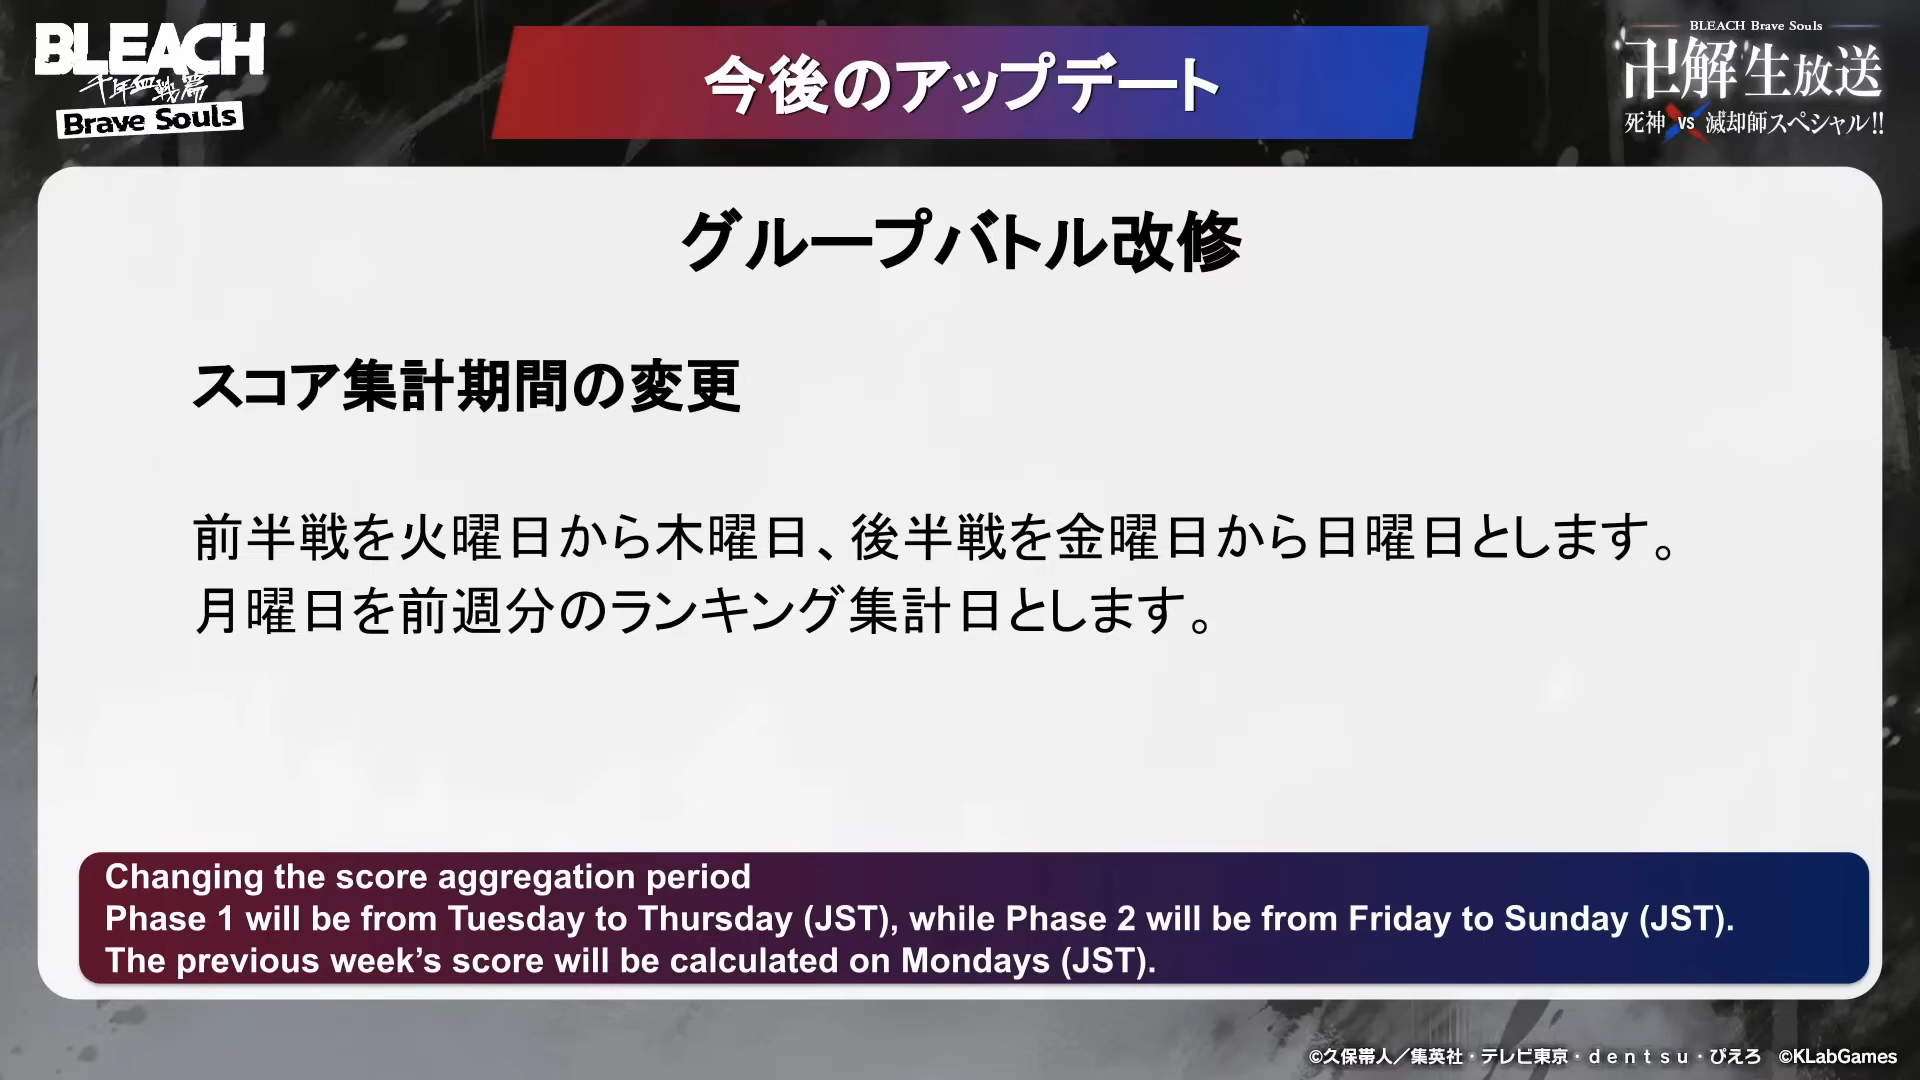 BLEACH
千年血戦篇
Brave Souls
今後のアップデート
BLEACH Brave Souls
卍解生放送
死神 VS 滅却師スペシャル!!
グループバトル改修
スコア集計期間の変更
前半戦を火曜日から木曜日、後半戦を金曜日から日曜日とします。
月曜日を前週分のランキング集計日とします。
Changing the score aggregation period
Phase 1 will be from Tuesday to Thursday (JST), while Phase 2 will be from Friday to Sunday (JST).
The previous week’s score will be calculated on Mondays (JST).
©久保帯人／集英社・テレビ東京・ｄｅｎｔｓｕ・ぴえろ ©KLabGames